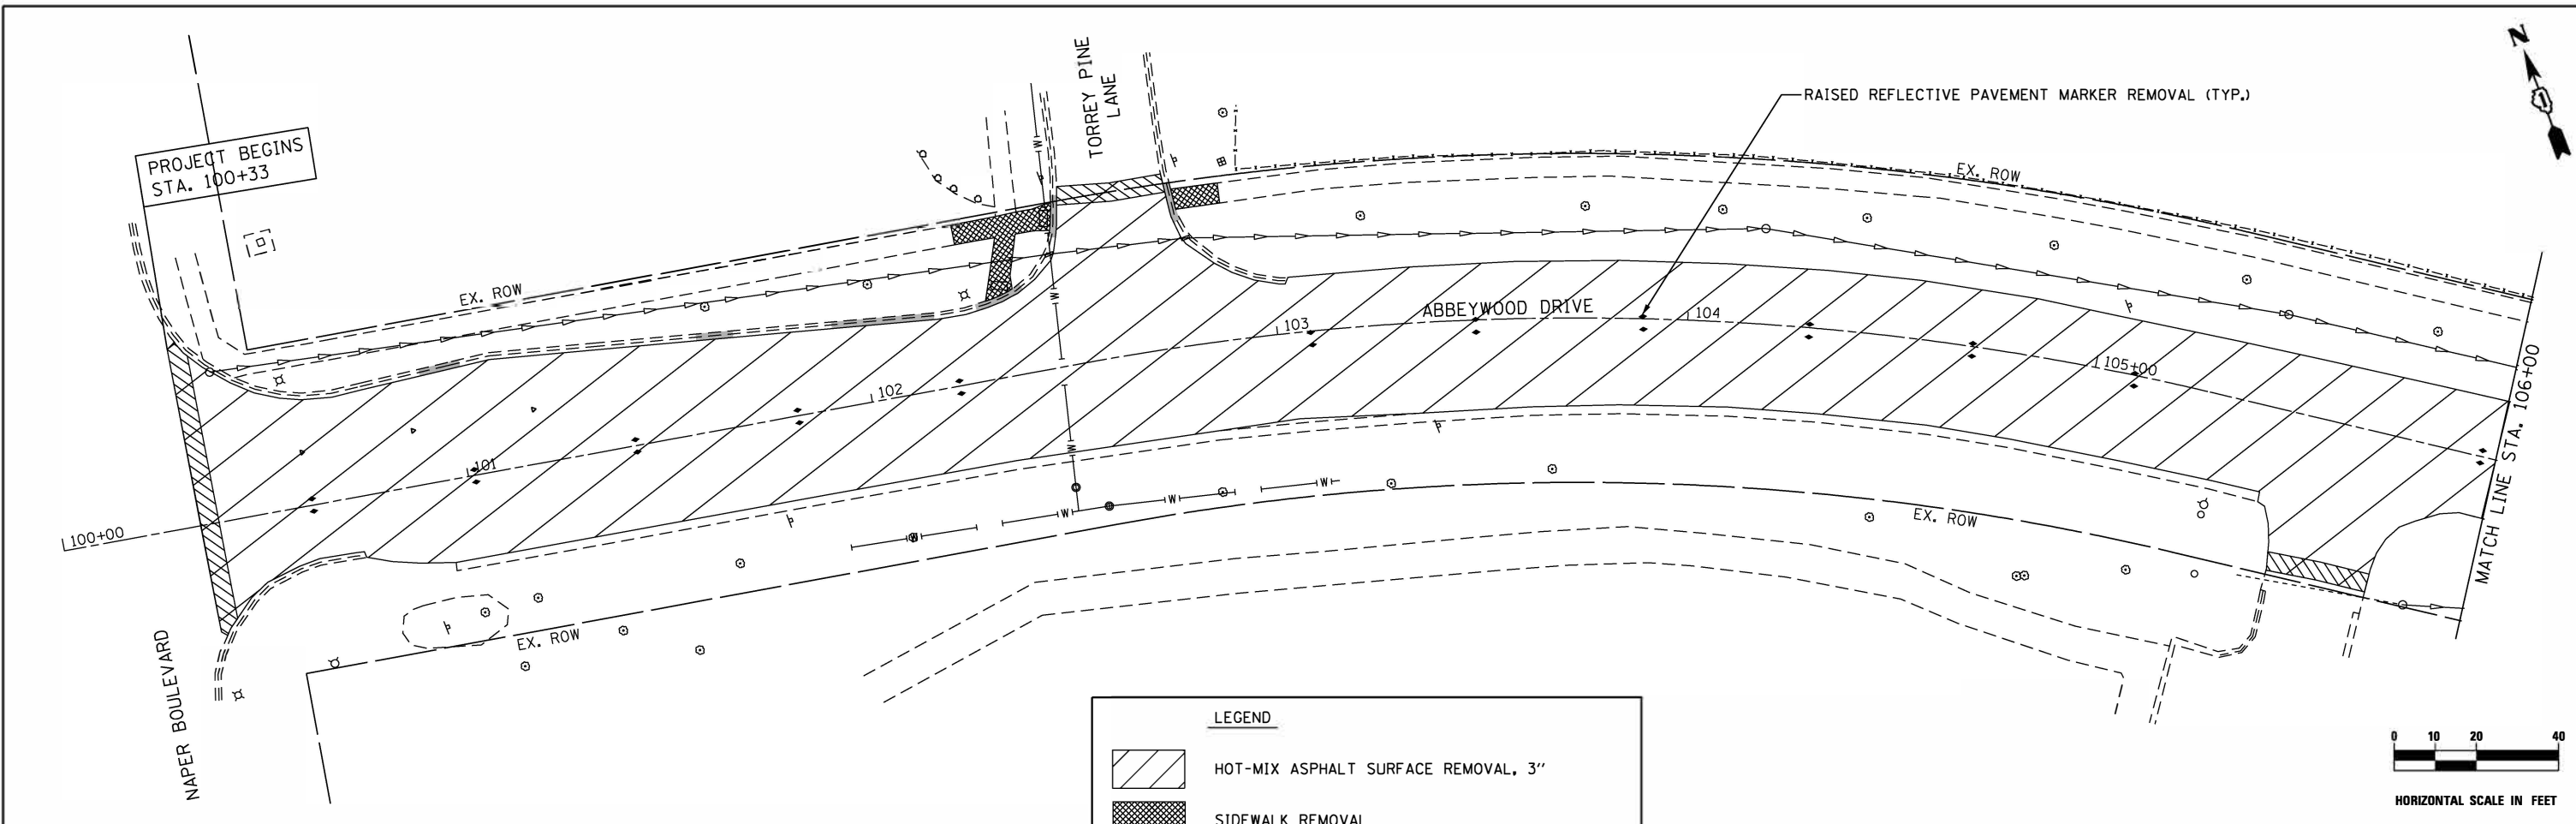 N
TORREY PINE
LANE
RAISED REFLECTIVE PAVEMENT MARKER REMOVAL (TYP.)
PROJECT BEGINS
STA. 100+33
W
EX. ROW
EX. ROW
W
ABBEYWOOD DRIVE
103
104
105+00
102
101
100+00
W
W
W
W
W
EX. ROW
EX. ROW
MATCH LINE STA. 106+00
NAPER BOULEVARD
LEGEND
HOT-MIX ASPHALT SURFACE REMOVAL, 3"
SIDEWALK REMOVAL
0 10 20 40
HORIZONTAL SCALE IN FEET